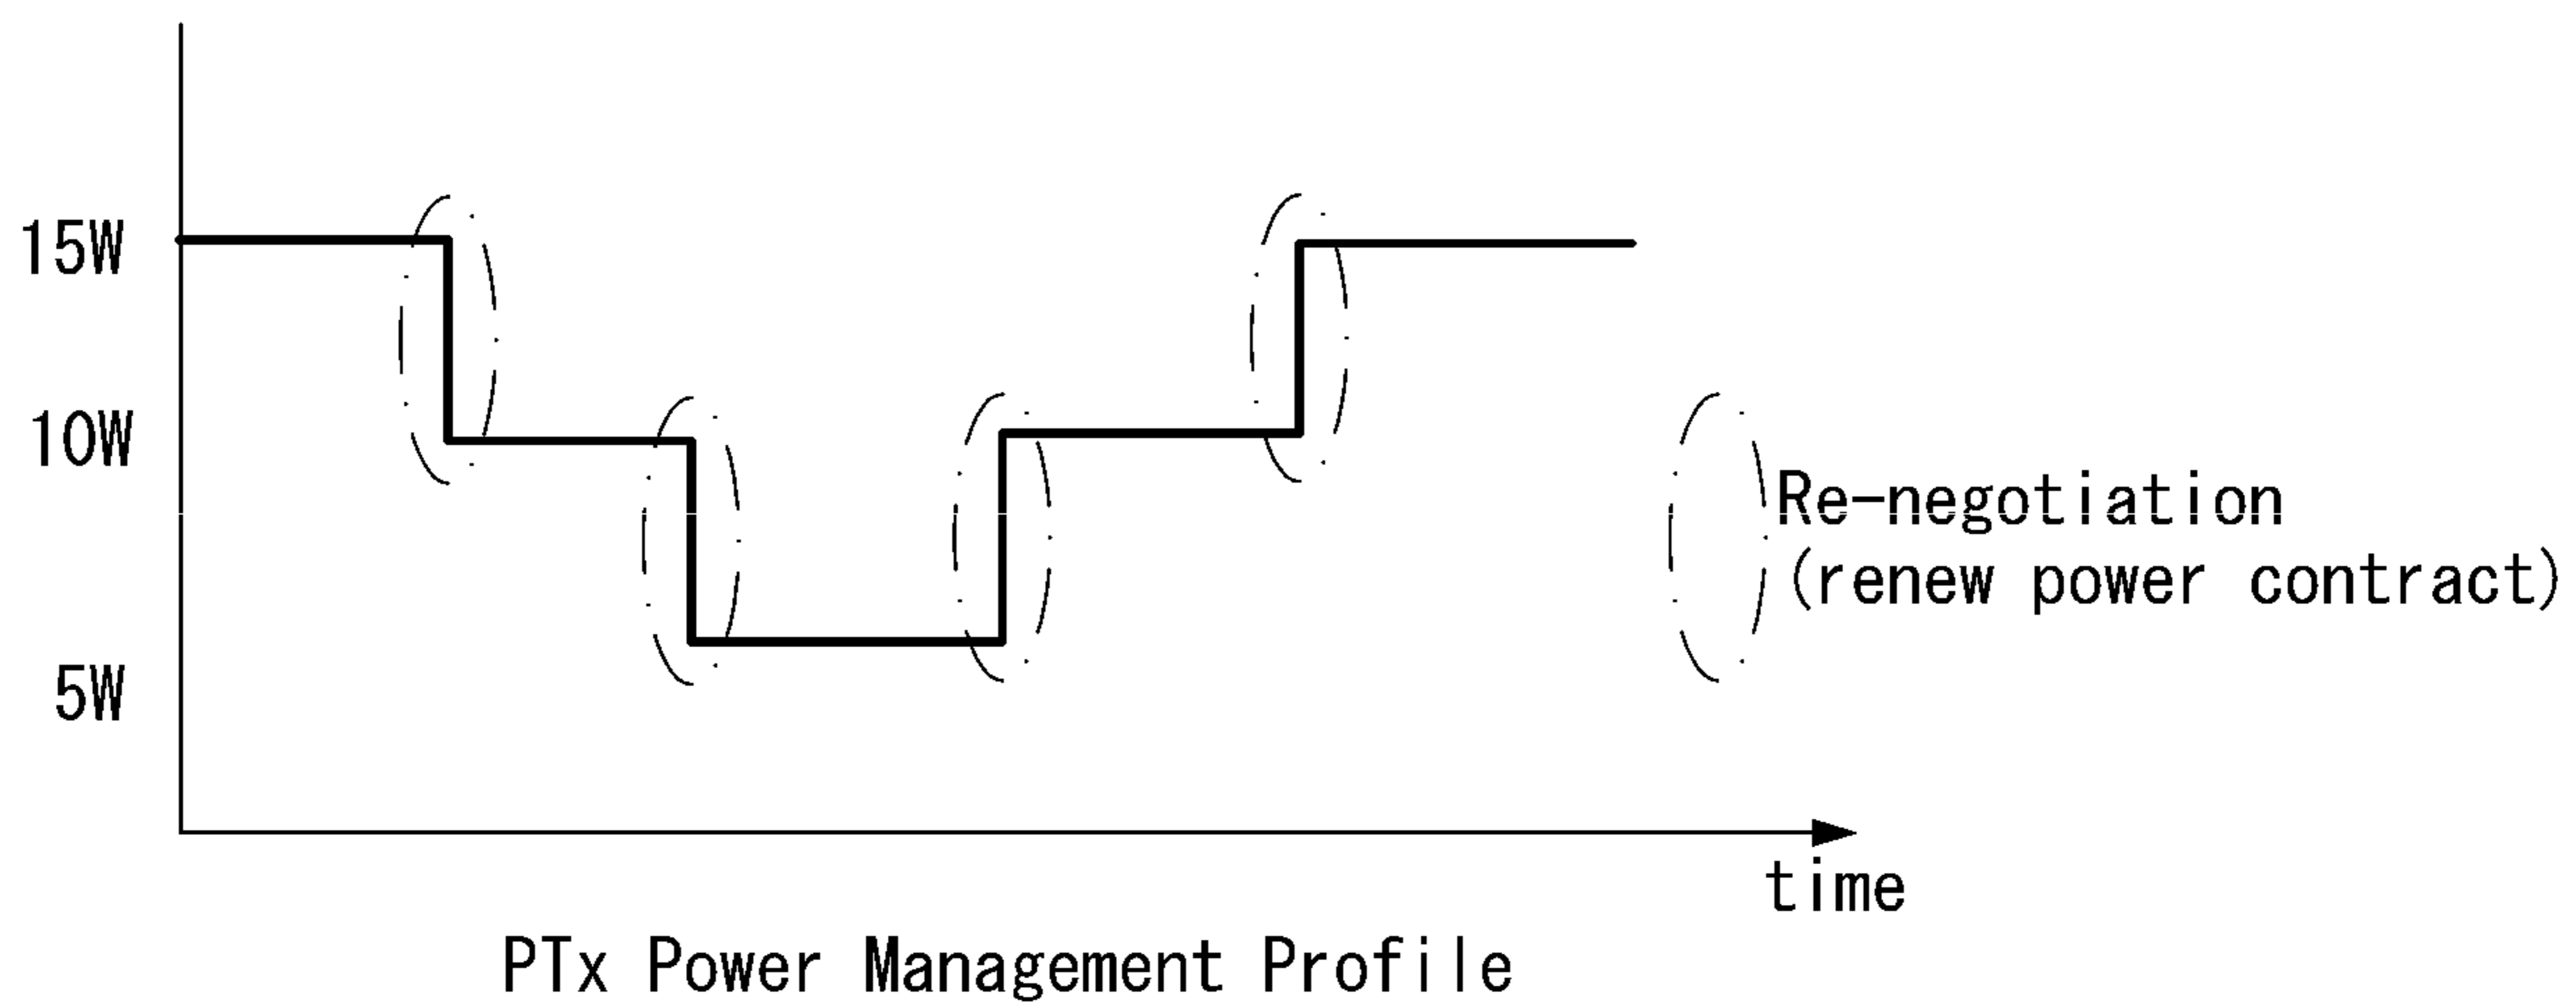 15W
10W
5W
Re-negotiation
(renew power contract)
time
PTx Power Management Profile